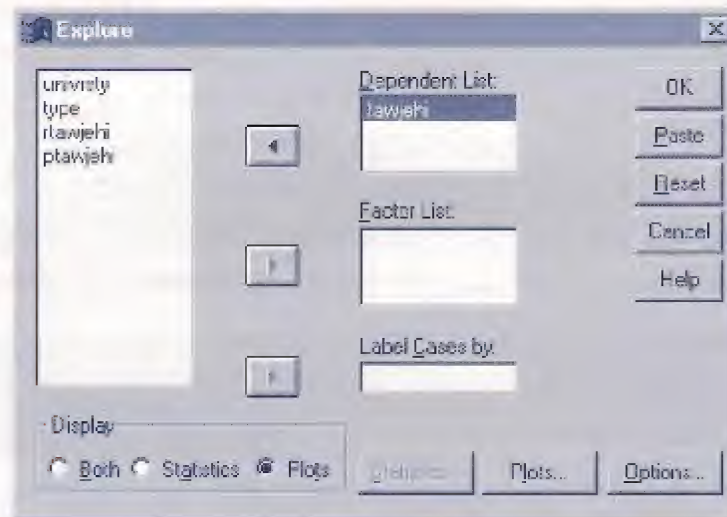 Explore
univrsty
type
rtawjehi
ptawjehi
Dependent List:
tawjehi
Factor List:
Label Cases by:
OK
Paste
Reset
Cancel
Help
Display
Both Statistics Plots
Statistics... Plots... Options...